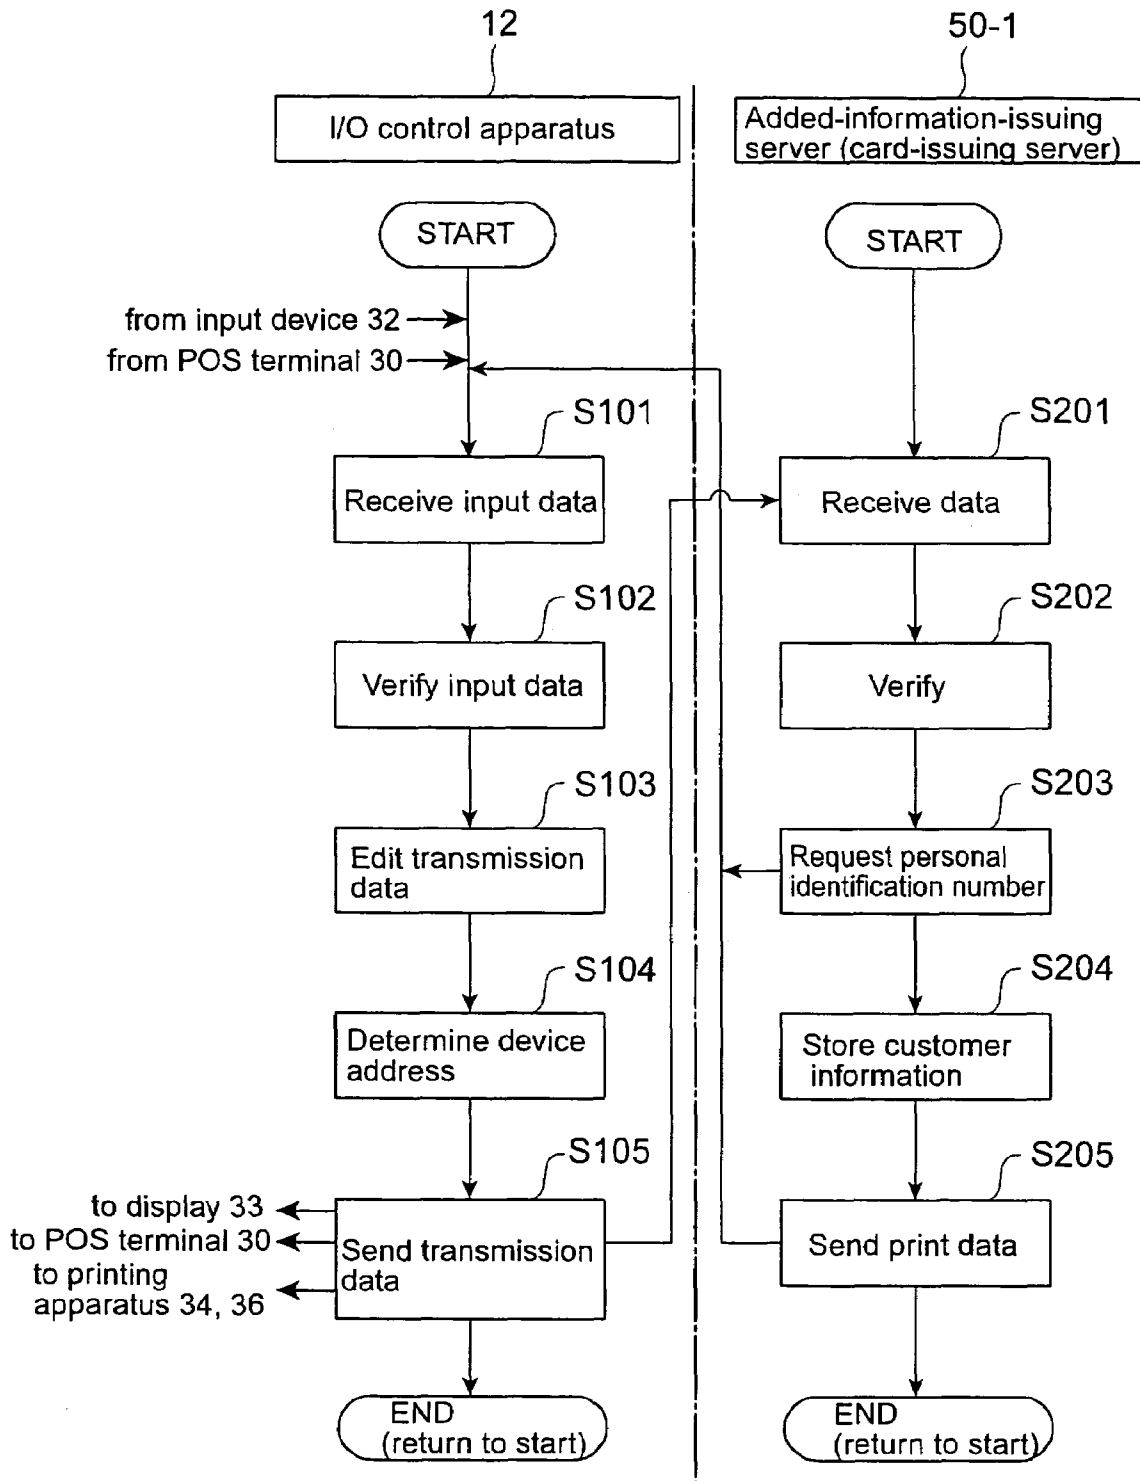 12
50-1
I/O control apparatus
Added-information-issuing
server (card-issuing server)
START
START
from input device 32
from POS terminal 30
S101
S201
Receive input data
Receive data
S102
S202
Verify input data
Verify
S103
S203
Edit transmission
data
Request personal
identification number
S104
S204
Determine device
address
Store customer
information
S105
S205
to display 33
to POS terminal 30
to printing
apparatus 34, 36
Send transmission
data
Send print data
END
(return to start)
END
(return to start)